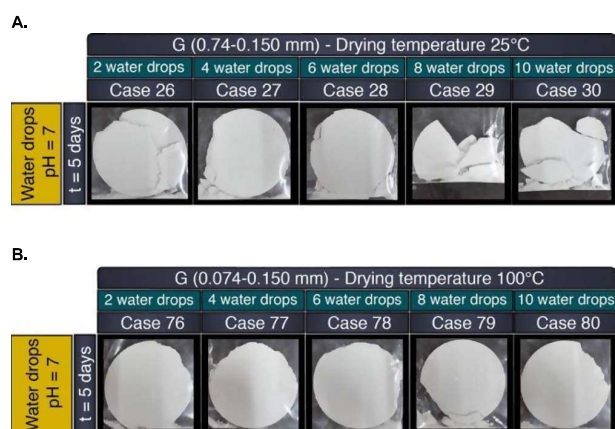 A.
G (0.74-0.150 mm) - Drying temperature 25°C
2 water drops 4 water drops 6 water drops 8 water drops 10 water drops
Case 26 Case 27 Case 28 Case 29 Case 30
Water drops
pH = 7
t = 5 days
B.
G (0.074-0.150 mm) - Drying temperature 100°C
2 water drops 4 water drops 6 water drops 8 water drops 10 water drops
Case 76 Case 77 Case 78 Case 79 Case 80
Water drops
pH = 7
t = 5 days